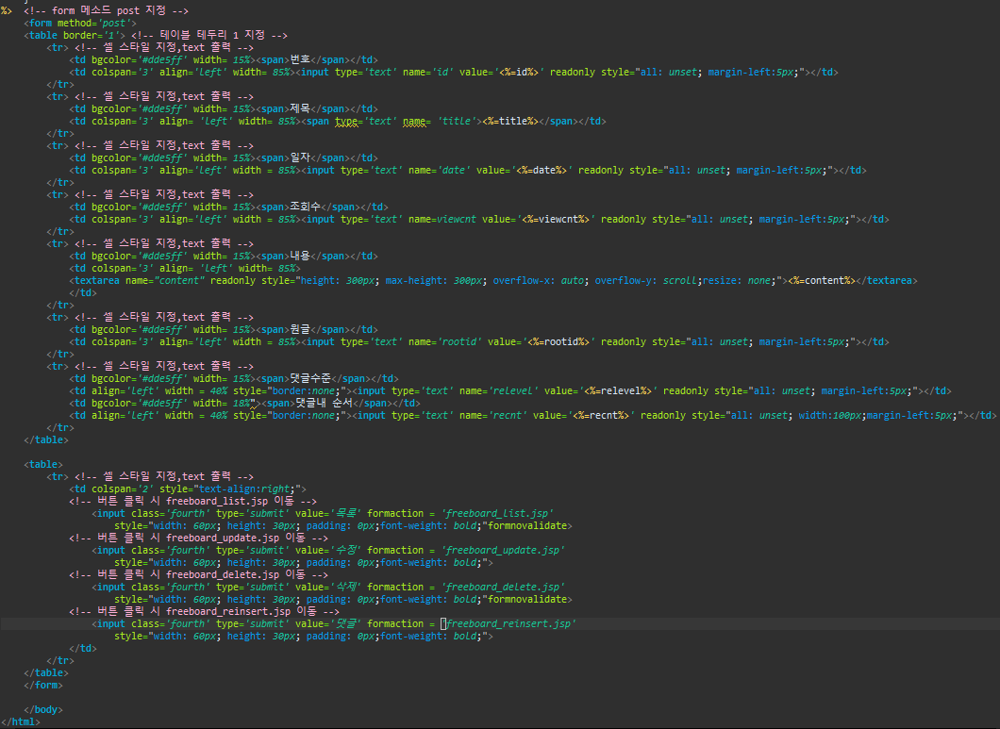 %> <!-- form 메소드 post 지정 -->
<form method='post'>
<table border='1'> <!-- 테이블 테두리 1 지정 -->
<tr> <!-- 셀 스타일 지정,text 출력 -->
<td bgcolor='#dde5ff' width= 15%><span>번호</span></td>
<td colspan='3' align='left' width= 85%><input type='text' name='id' value='<%=id%>' readonly style="all: unset; margin-left:5px;"></td>
</tr>
<tr> <!-- 셀 스타일 지정,text 출력 -->
<td bgcolor='#dde5ff' width= 15%><span>제목</span></td>
<td colspan='3' align= 'left' width= 85%><span type='text' name= 'title'><%=title%></span></td>
</tr>
<tr> <!-- 셀 스타일 지정,text 출력 -->
<td bgcolor='#dde5ff' width= 15%><span>일자</span></td>
<td colspan='3' align='left' width = 85%><input type='text' name='date' value='<%=date%>' readonly style="all: unset; margin-left:5px;"></td>
</tr>
<tr> <!-- 셀 스타일 지정,text 출력 -->
<td bgcolor='#dde5ff' width= 15%><span>조회수</span></td>
<td colspan='3' align='left' width = 85%><input type='text' name=viewcnt value='<%=viewcnt%>' readonly style="all: unset; margin-left:5px;"></td>
</tr>
<tr> <!-- 셀 스타일 지정,text 출력 -->
<td bgcolor='#dde5ff' width= 15%><span>내용</span></td>
<td colspan='3' align= 'left' width= 85%>
<textarea name="content" readonly style="height: 300px; max-height: 300px; overflow-x: auto; overflow-y: scroll;resize: none;"><%=content%></textarea>
</td>
</tr>
<tr> <!-- 셀 스타일 지정,text 출력 -->
<td bgcolor='#dde5ff' width= 15%><span>원글</span></td>
<td colspan='3' align='left' width = 85%><input type='text' name='rootid' value='<%=rootid%>' readonly style="all: unset; margin-left:5px;"></td>
</tr>
<tr> <!-- 셀 스타일 지정,text 출력 -->
<td bgcolor='#dde5ff' width= 15%><span>댓글수준</span></td>
<td align='left' width = 40% style="border:none;"><input type='text' name='relevel' value='<%=relevel%>' readonly style="all: unset; margin-left:5px;"></td>
<td bgcolor='#dde5ff' width= 18%"><span>댓글내 순서</span></td>
<td align='left' width = 40% style="border:none;"><input type='text' name='recnt' value='<%=recnt%>' readonly style="all: unset; width:100px;margin-left:5px;"></td>
</tr>
</table>
<table>
<tr> <!-- 셀 스타일 지정,text 출력 -->
<td colspan='2' style="text-align:right;">
<!-- 버튼 클릭 시 freeboard_list.jsp 이동 -->
<input class='fourth' type='submit' value='목록' formaction = 'freeboard_list.jsp'
style="width: 60px; height: 30px; padding: 0px;font-weight: bold;"formnovalidate>
<!-- 버튼 클릭 시 freeboard_update.jsp 이동 -->
<input class='fourth' type='submit' value='수정' formaction = 'freeboard_update.jsp'
style="width: 60px; height: 30px; padding: 0px;font-weight: bold;">
<!-- 버튼 클릭 시 freeboard_delete.jsp 이동 -->
<input class='fourth' type='submit' value='삭제' formaction = 'freeboard_delete.jsp'
style="width: 60px; height: 30px; padding: 0px;font-weight: bold;"formnovalidate>
<!-- 버튼 클릭 시 freeboard_reinsert.jsp 이동 -->
<input class='fourth' type='submit' value='댓글' formaction = 'freeboard_reinsert.jsp'
style="width: 60px; height: 30px; padding: 0px;font-weight: bold;">
</td>
</tr>
</table>
</form>
</body>
</html>